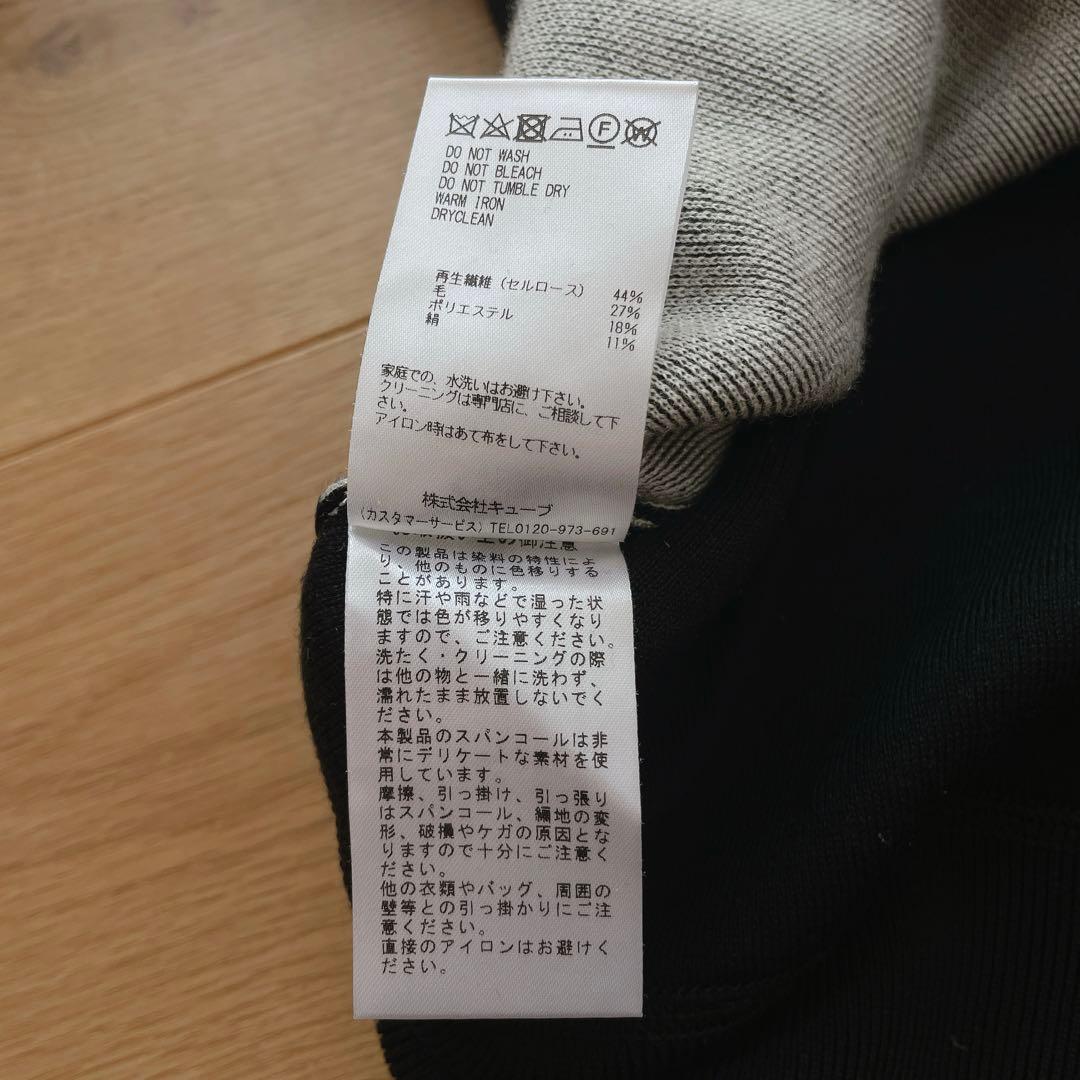 F W
DO NOT WASH
DO NOT BLEACH
DO NOT TUMBLE DRY
WARM IRON
DRYCLEAN
再生繊維(セルロース) 44%
毛 27%
ポリエステル 18%
絹 11%
家庭での、水洗いはお避け下さい。
クリーニングは専門店に、ご相談して下
さい。
アイロン時はあて布をして下さい。
株式会社キューブ
(カスタマーサービス) TEL0120-973-691
い上の御注意
この製品は染料の特性によ
り、他のものに色移りする
ことがあります。
特に汗や雨などで湿った状
態では色が移りやすくなり
ますので、ご注意ください。
洗たく・クリーニングの際
は他の物と一緒に洗わず、
濡れたまま放置しないでく
ださい。
本製品のスパンコールは非
常にデリケートな素材を使
用しています。
摩擦、引っ掛け、引っ張り
はスパンコール、編地の変
形、破損やケガの原因とな
りますので十分にご注意く
ださい。
他の衣類やバッグ、周囲の
壁等との引っ掛かりにご注
意ください。
直接のアイロンはお避けく
ださい。